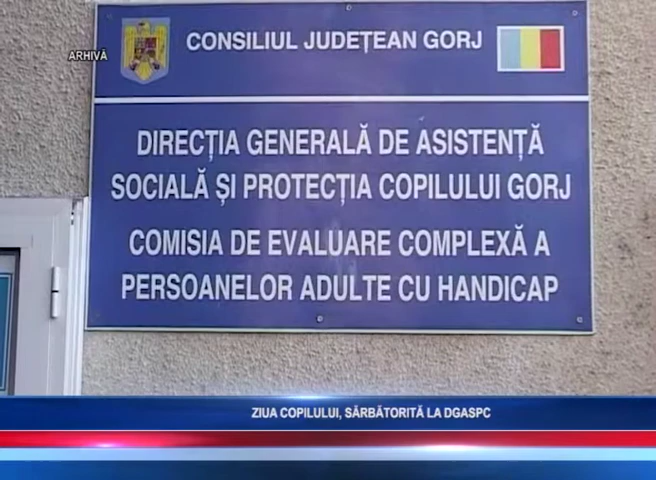 CONSILIUL JUDEȚEAN GORJ
ARHIVĂ
DIRECȚIA GENERALĂ DE ASISTENȚĂ
SOCIALĂ ȘI PROTECȚIA COPILULUI GORJ
COMISIA DE EVALUARE COMPLEXĂ A
PERSOANELOR ADULTE CU HANDICAP
ZIUA COPILULUI, SĂRBĂTORITĂ LA DGASPC